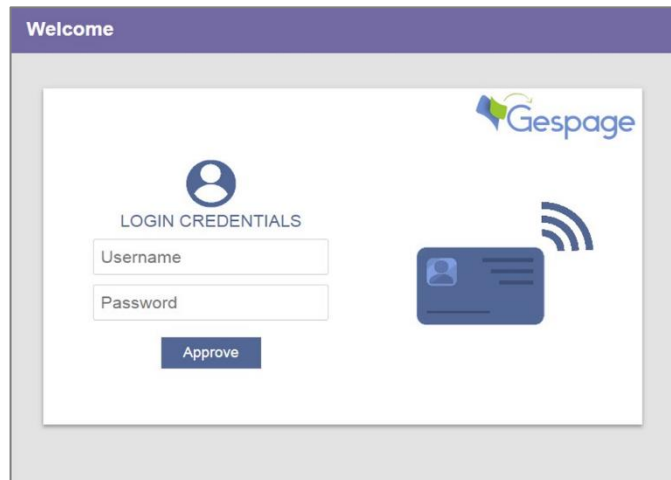 Welcome
Gespage
LOGIN CREDENTIALS
Username
Password
Approve